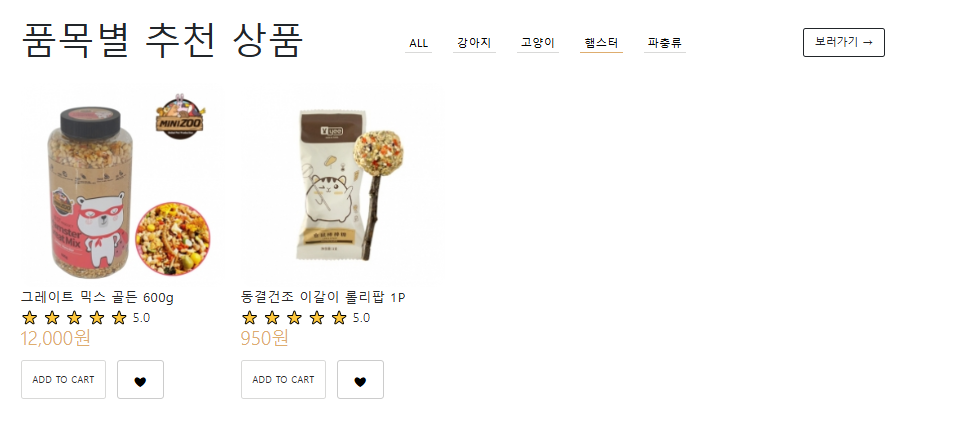 품목별 추천 상품
ALL 강아지 고양이 햄스터 파충류
보러가기 →
MINIZOO
yee
그레이트 믹스 골든 600g
5.0
12,000원
ADD TO CART
동결건조 이갈이 롤리팝 1P
5.0
950원
ADD TO CART